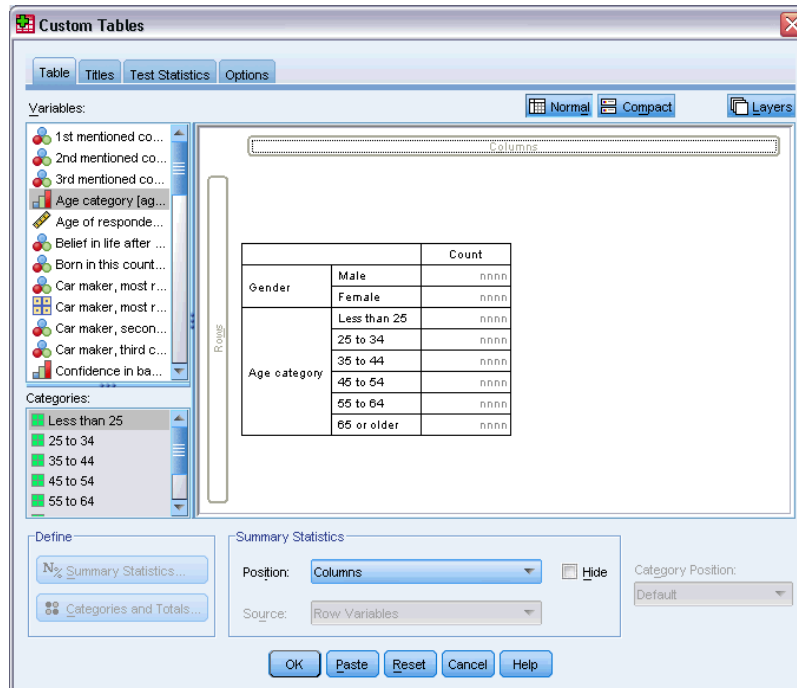 Custom Tables
Table Titles Test Statistics Options
Variables:
Normal Compact Layers
1st mentioned co...
2nd mentioned co...
3rd mentioned co...
Age category [ag...
Age of responde...
Belief in life after ...
Born in this count...
Car maker, most r...
Car maker, most r...
Car maker, secon...
Car maker, third c...
Confidence in ba...
Categories:
Less than 25
25 to 34
35 to 44
45 to 54
55 to 64
Columns
Rows
Count
Gender Male nnnn
Female nnnn
Age category Less than 25 nnnn
25 to 34 nnnn
35 to 44 nnnn
45 to 54 nnnn
55 to 64 nnnn
65 or older nnnn
Define
N% Summary Statistics...
Categories and Totals...
Summary Statistics
Position: Columns Hide
Source: Row Variables
Category Position:
Default
OK Paste Reset Cancel Help